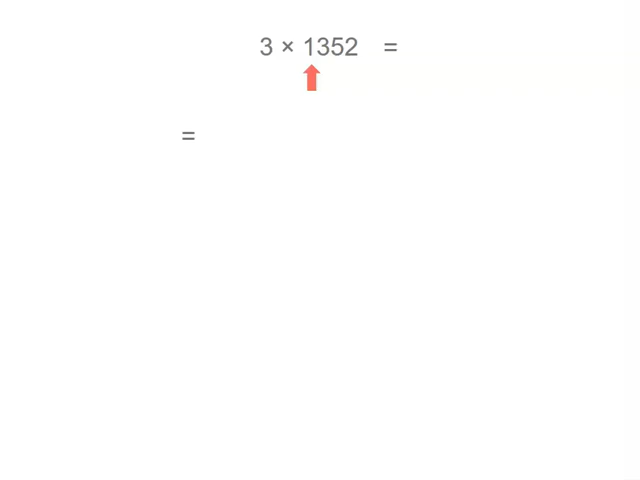 3 × 1352 =
=